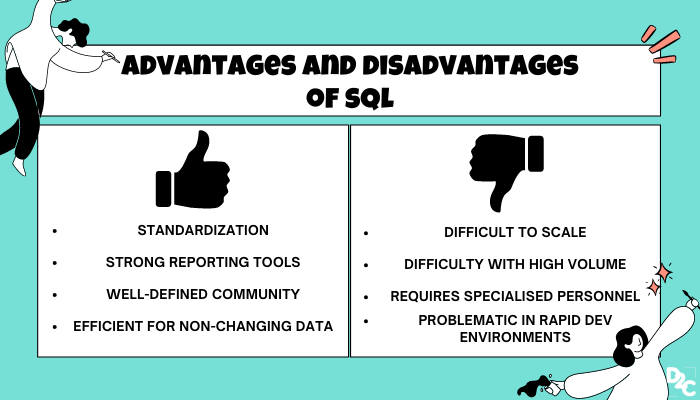 ADVANTAGES AND DISADVANTAGES
OF SQL
• STANDARDIZATION
• STRONG REPORTING TOOLS
• WELL-DEFINED COMMUNITY
• EFFICIENT FOR NON-CHANGING DATA
• DIFFICULT TO SCALE
• DIFFICULTY WITH HIGH VOLUME
• REQUIRES SPECIALISED PERSONNEL
• PROBLEMATIC IN RAPID DEV
ENVIRONMENTS